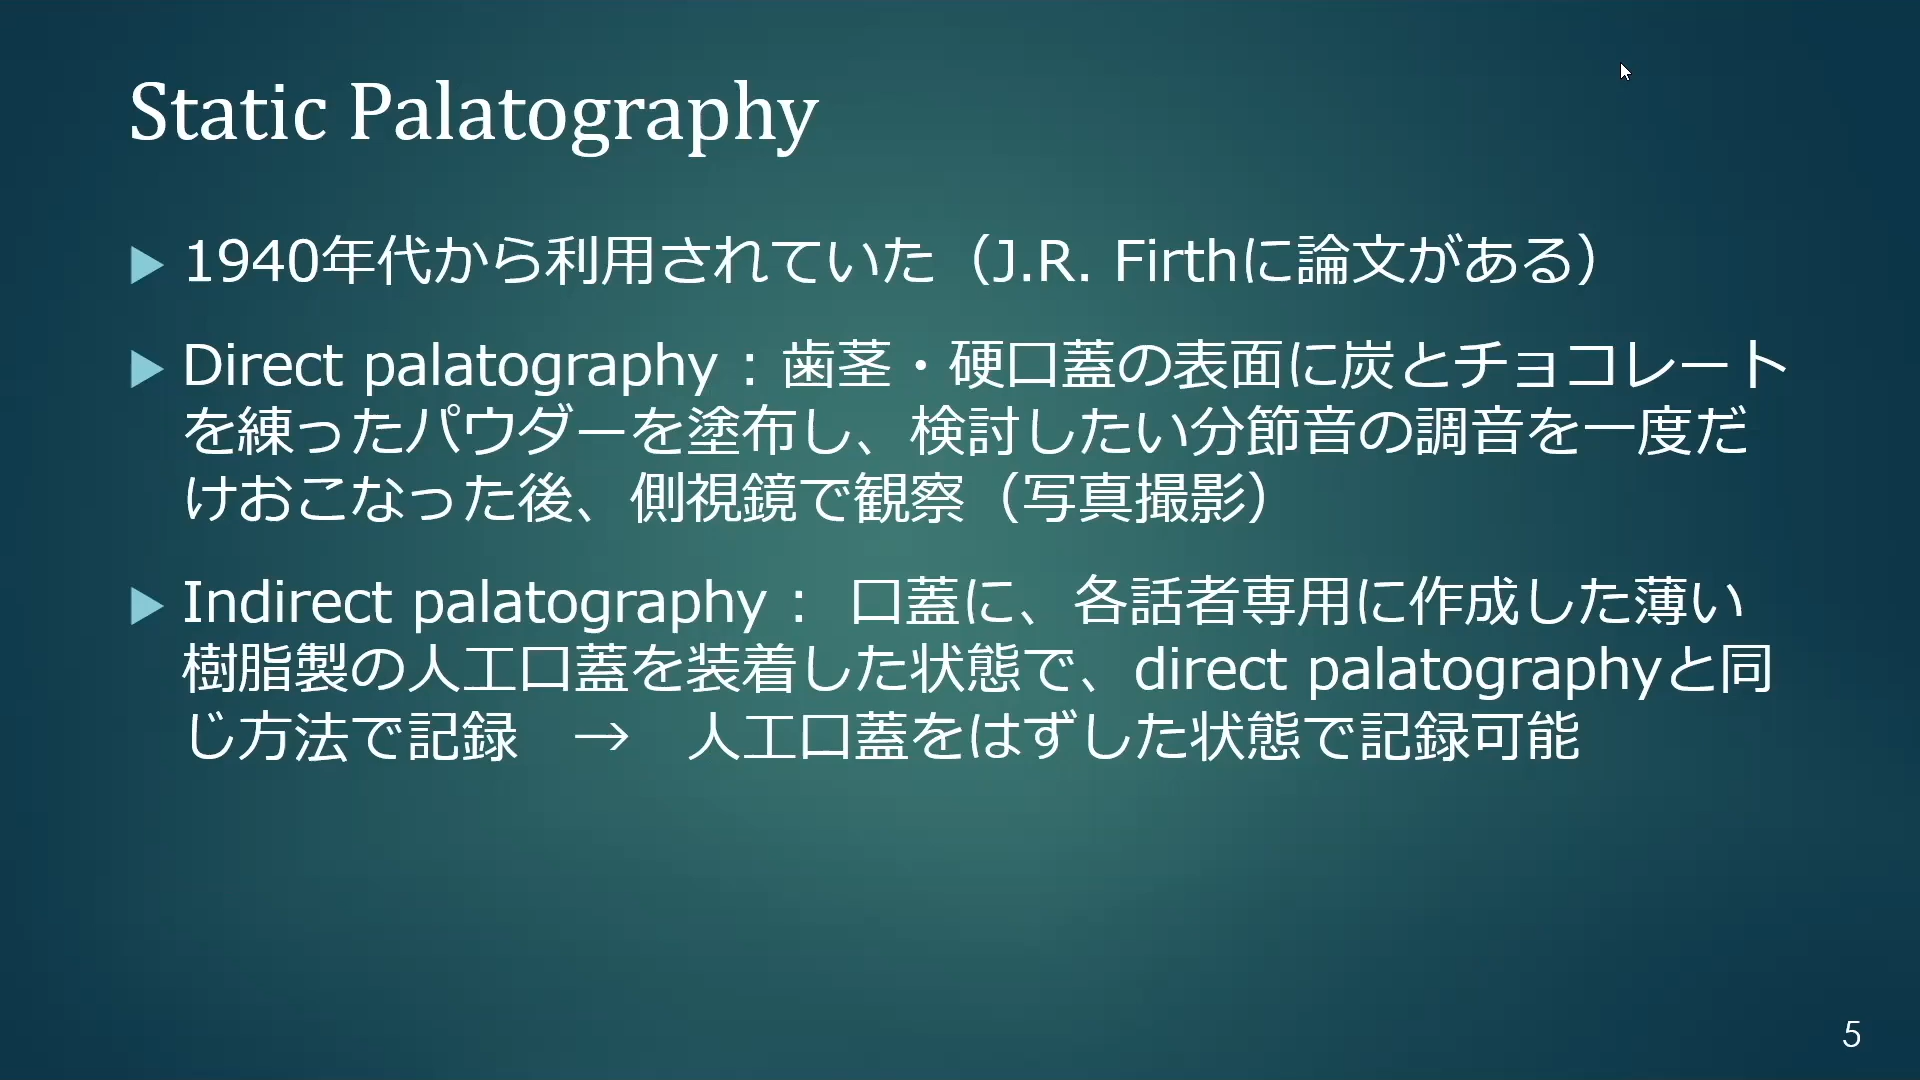 Static Palatography
▶ 1940年代から利用されていた（J.R. Firthに論文がある）
▶ Direct palatography：歯茎・硬口蓋の表面に炭とチョコレート
を練ったパウダーを塗布し、検討したい分節音の調音を一度だ
けおこなった後、側視鏡で観察（写真撮影）
▶ Indirect palatography： 口蓋に、各話者専用に作成した薄い
樹脂製の人工口蓋を装着した状態で、direct palatographyと同
じ方法で記録　→　人工口蓋をはずした状態で記録可能
5